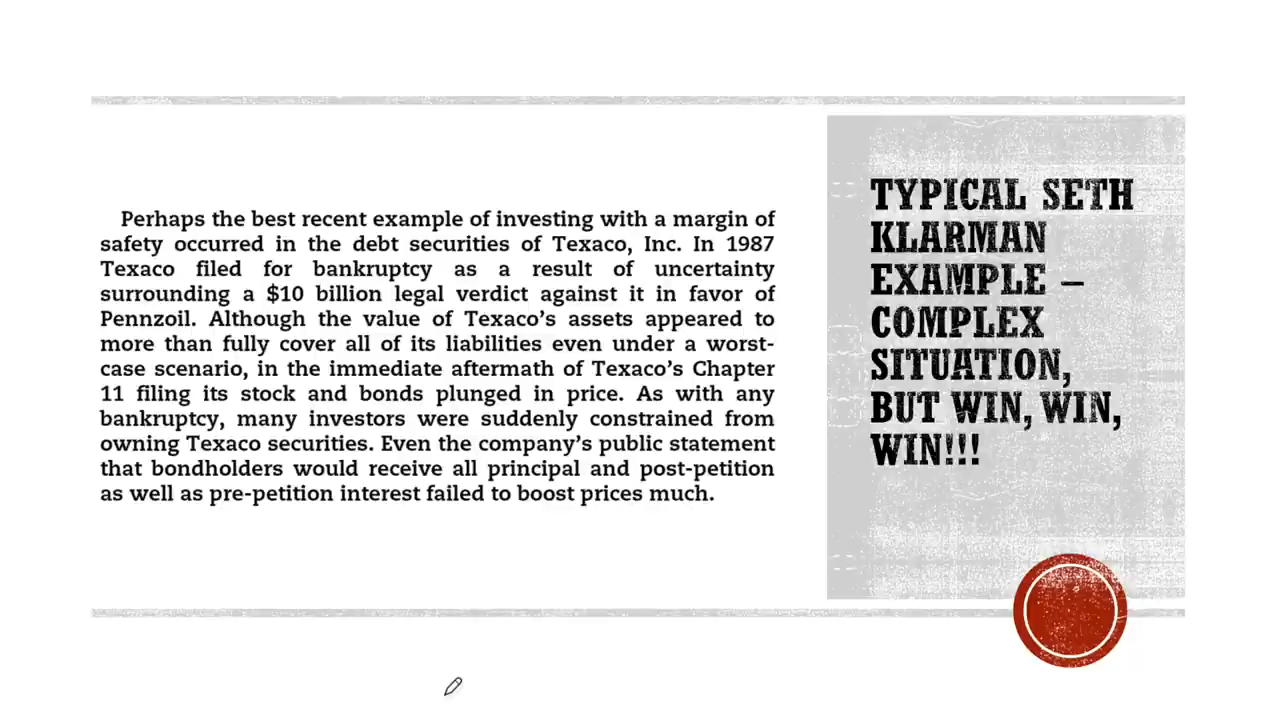 Perhaps the best recent example of investing with a margin of
safety occurred in the debt securities of Texaco, Inc. In 1987
Texaco filed for bankruptcy as a result of uncertainty
surrounding a $10 billion legal verdict against it in favor of
Pennzoil. Although the value of Texaco's assets appeared to
more than fully cover all of its liabilities even under a worst-
case scenario, in the immediate aftermath of Texaco's Chapter
11 filing its stock and bonds plunged in price. As with any
bankruptcy, many investors were suddenly constrained from
owning Texaco securities. Even the company's public statement
that bondholders would receive all principal and post-petition
as well as pre-petition interest failed to boost prices much.
TYPICAL SETH
KLARMAN
EXAMPLE –
COMPLEX
SITUATION,
BUT WIN, WIN,
WIN!!!